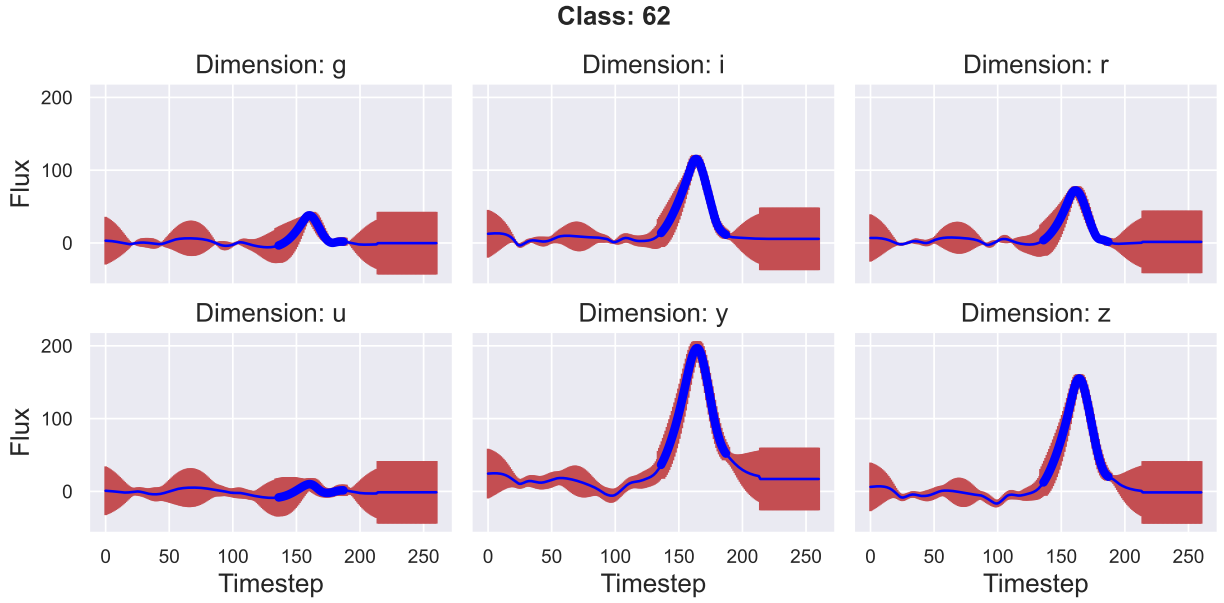 Class: 62
Dimension: g
Dimension: i
Dimension: r
200
100
0
Flux
Dimension: u
Dimension: y
Dimension: z
200
100
0
Flux
0 50 100 150 200 250
0 50 100 150 200 250
0 50 100 150 200 250
Timestep
Timestep
Timestep